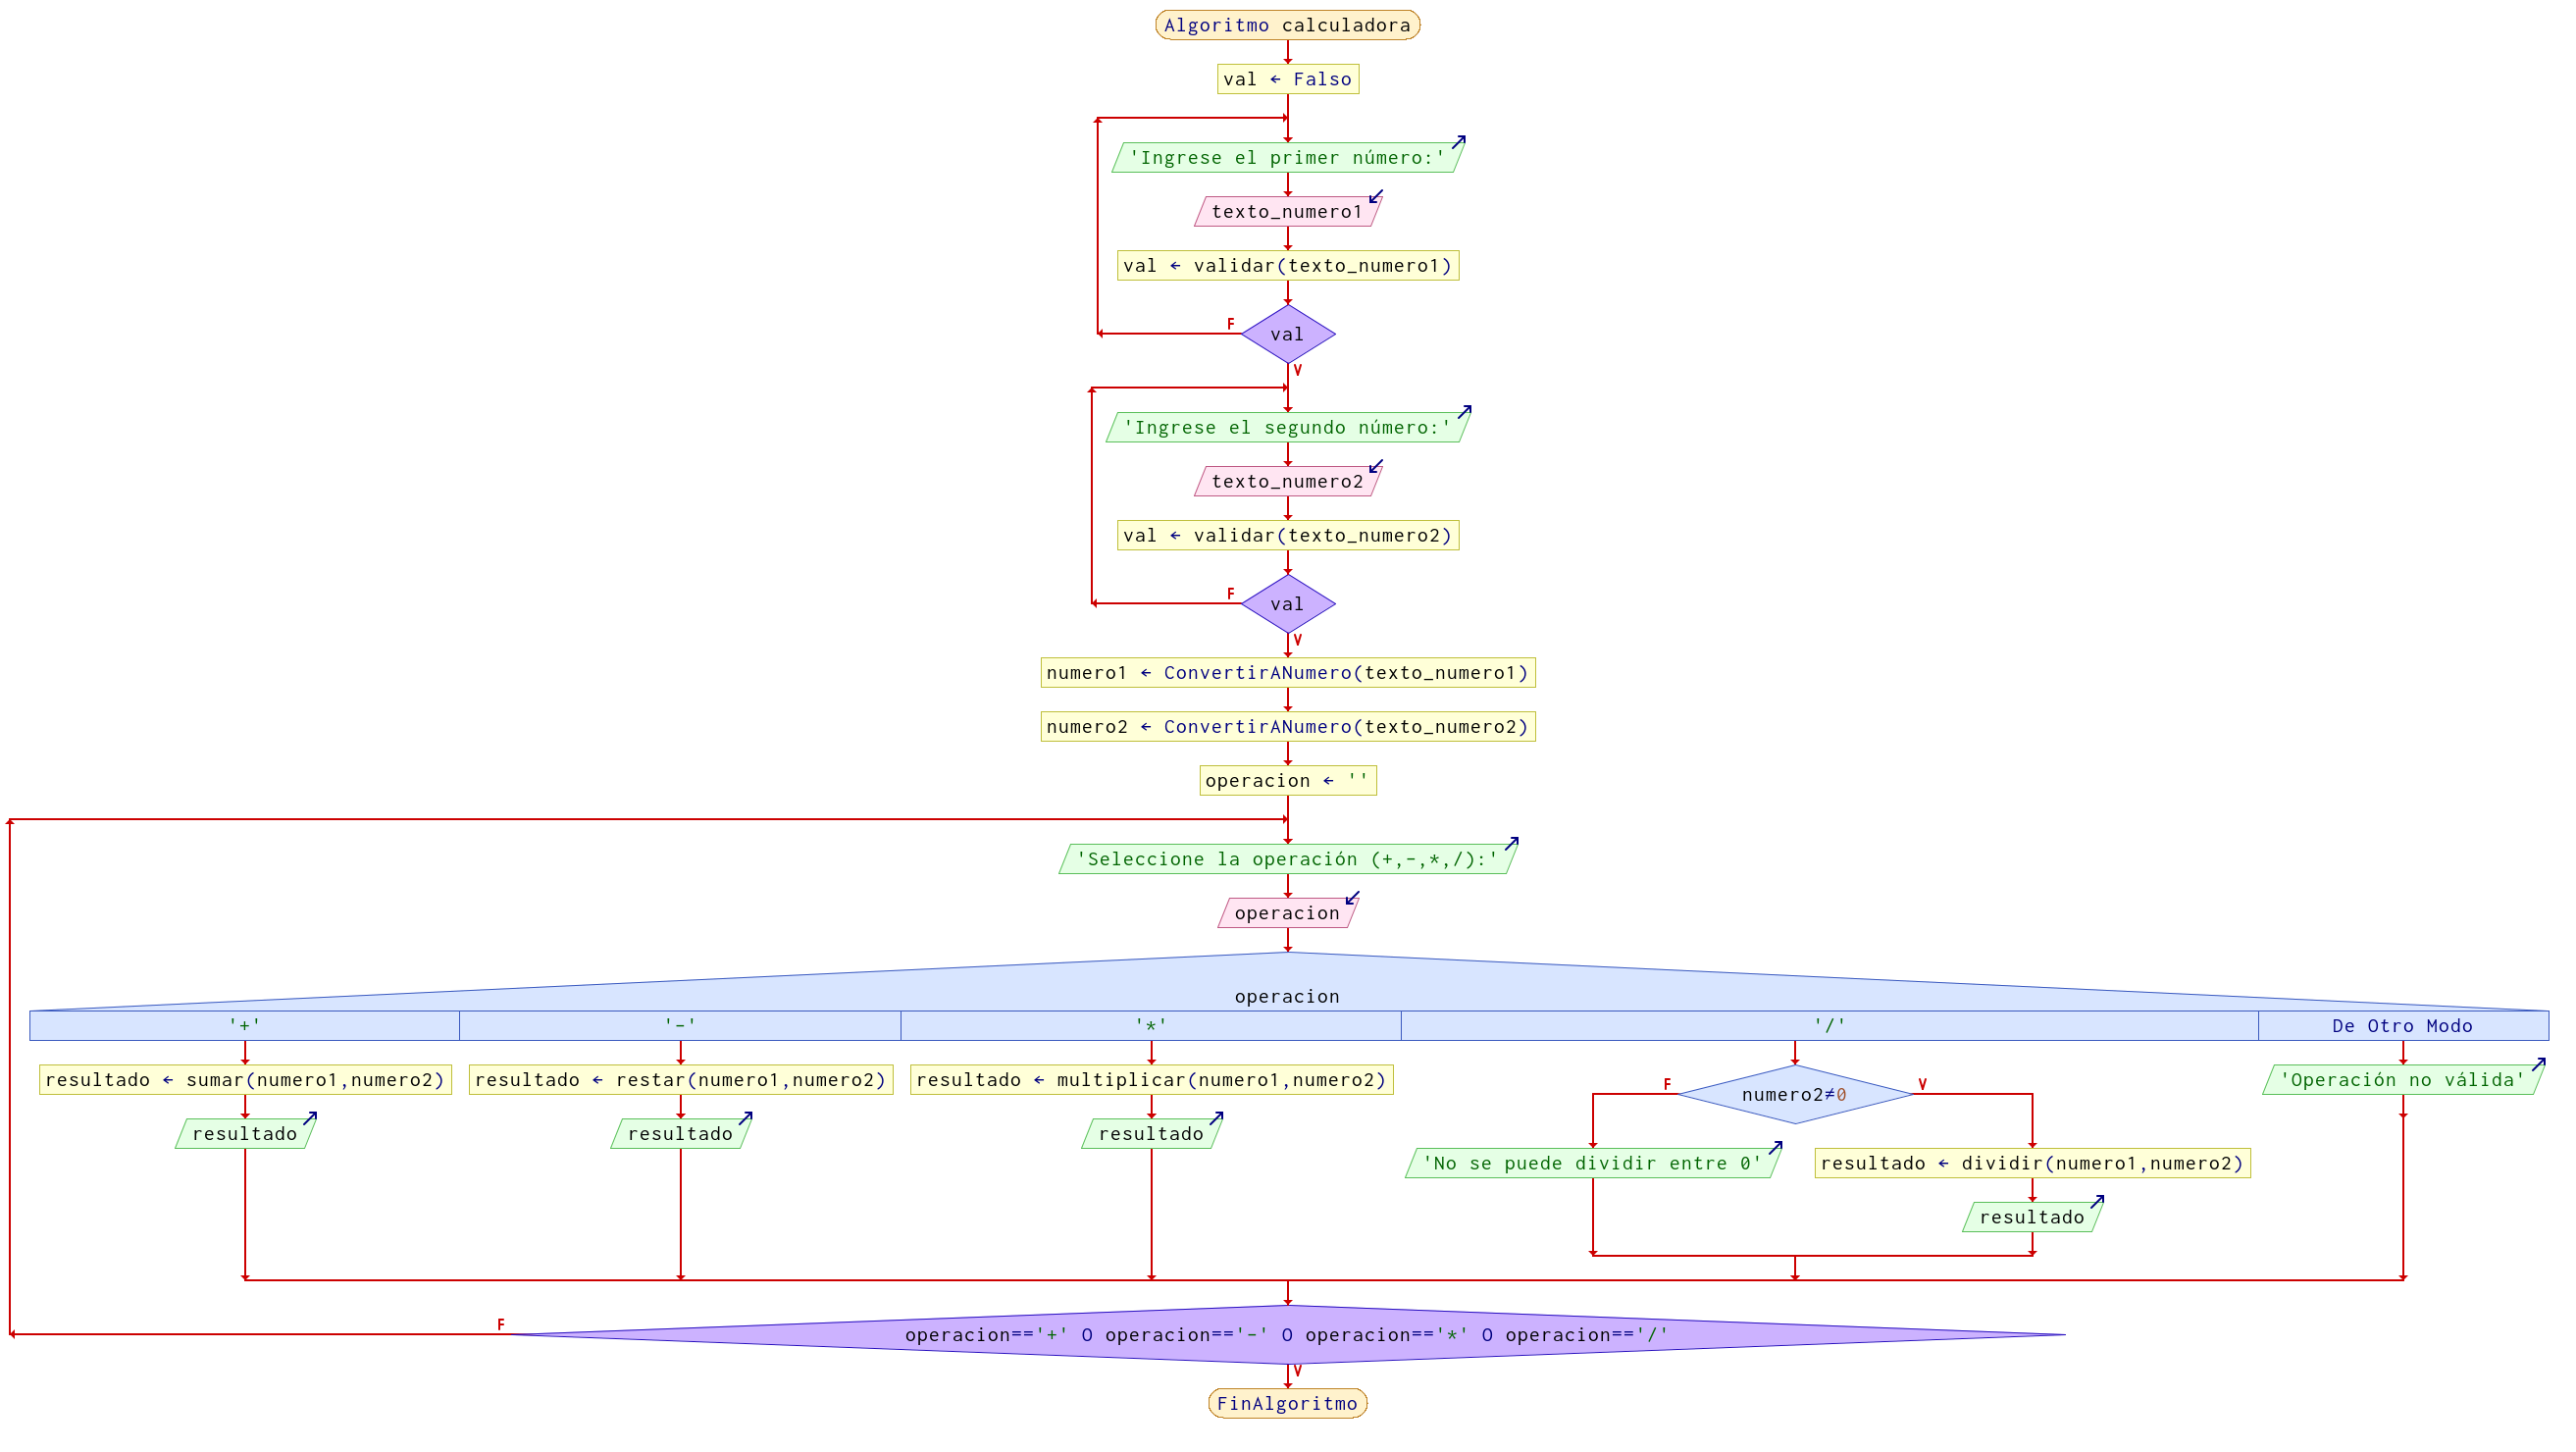 Algoritmo calculadora
val ← Falso
'Ingrese el primer número:'
texto_numero1
val ← validar(texto_numero1)
val
F
V
'Ingrese el segundo número:'
texto_numero2
val ← validar(texto_numero2)
val
F
V
numero1 ← ConvertirANumero(texto_numero1)
numero2 ← ConvertirANumero(texto_numero2)
operacion ← ''
'Seleccione la operación (+,-,*,/):'
operacion
operacion
'+' '-' '*' '/' De Otro Modo
resultado ← sumar(numero1,numero2)
resultado
resultado ← restar(numero1,numero2)
resultado
resultado ← multiplicar(numero1,numero2)
resultado
F numero2≠0 V
'No se puede dividir entre 0'
resultado ← dividir(numero1,numero2)
resultado
'Operación no válida'
F
operacion=='+' O operacion=='-' O operacion=='*' O operacion=='/'
V
FinAlgoritmo